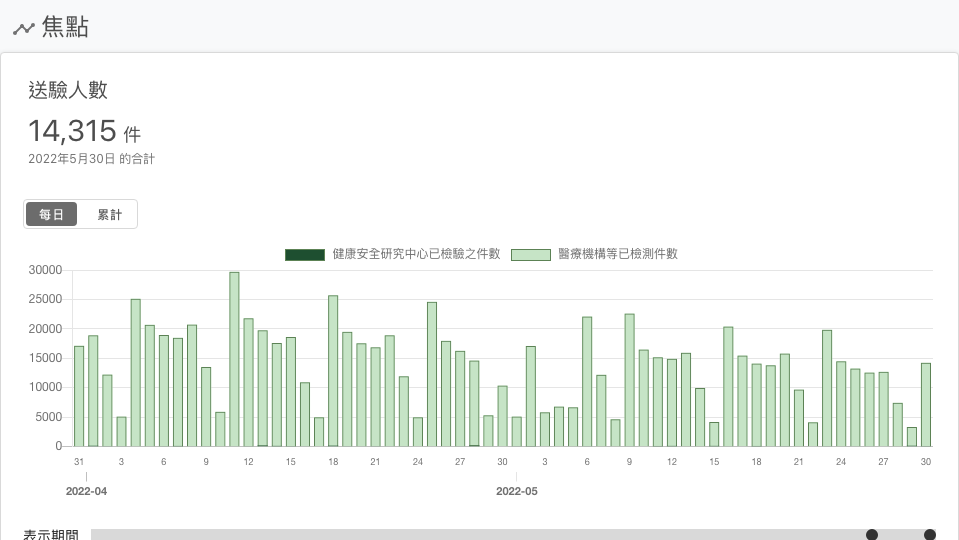 焦點
送驗人數
14,315 件
2022年5月30日 的合計
每日 累計
健康安全研究中心已檢驗之件數 醫療機構等已檢測件數
30000
25000
20000
15000
10000
5000
0
31 3 6 9 12 15 18 21 24 27 30 3 6 9 12 15 18 21 24 27 30
2022-04 2022-05
表示期間